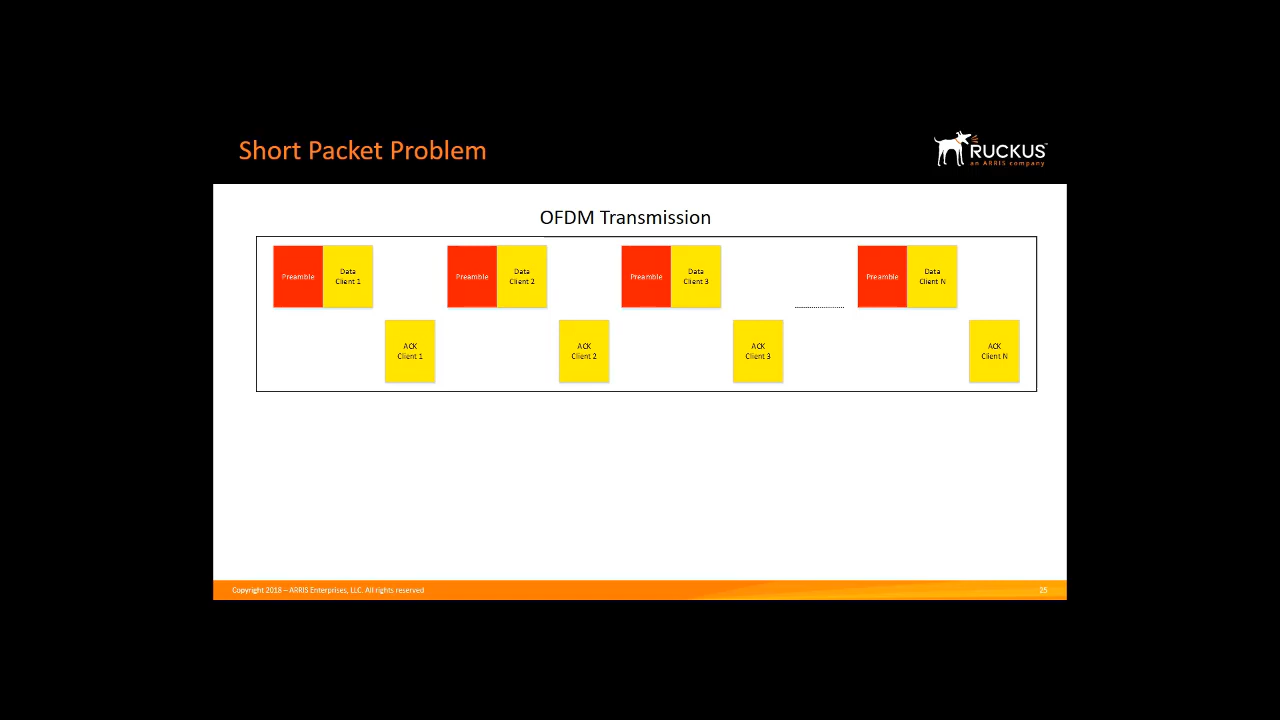 Short Packet Problem
RUCKUS
an ARRIS company
OFDM Transmission
Preamble
Data
Client 1
Preamble
Data
Client 2
Preamble
Data
Client 3
Preamble
Data
Client N
ACK
Client 1
ACK
Client 2
ACK
Client 3
ACK
Client N
Copyright 2018 – ARRIS Enterprises, LLC. All rights reserved
25